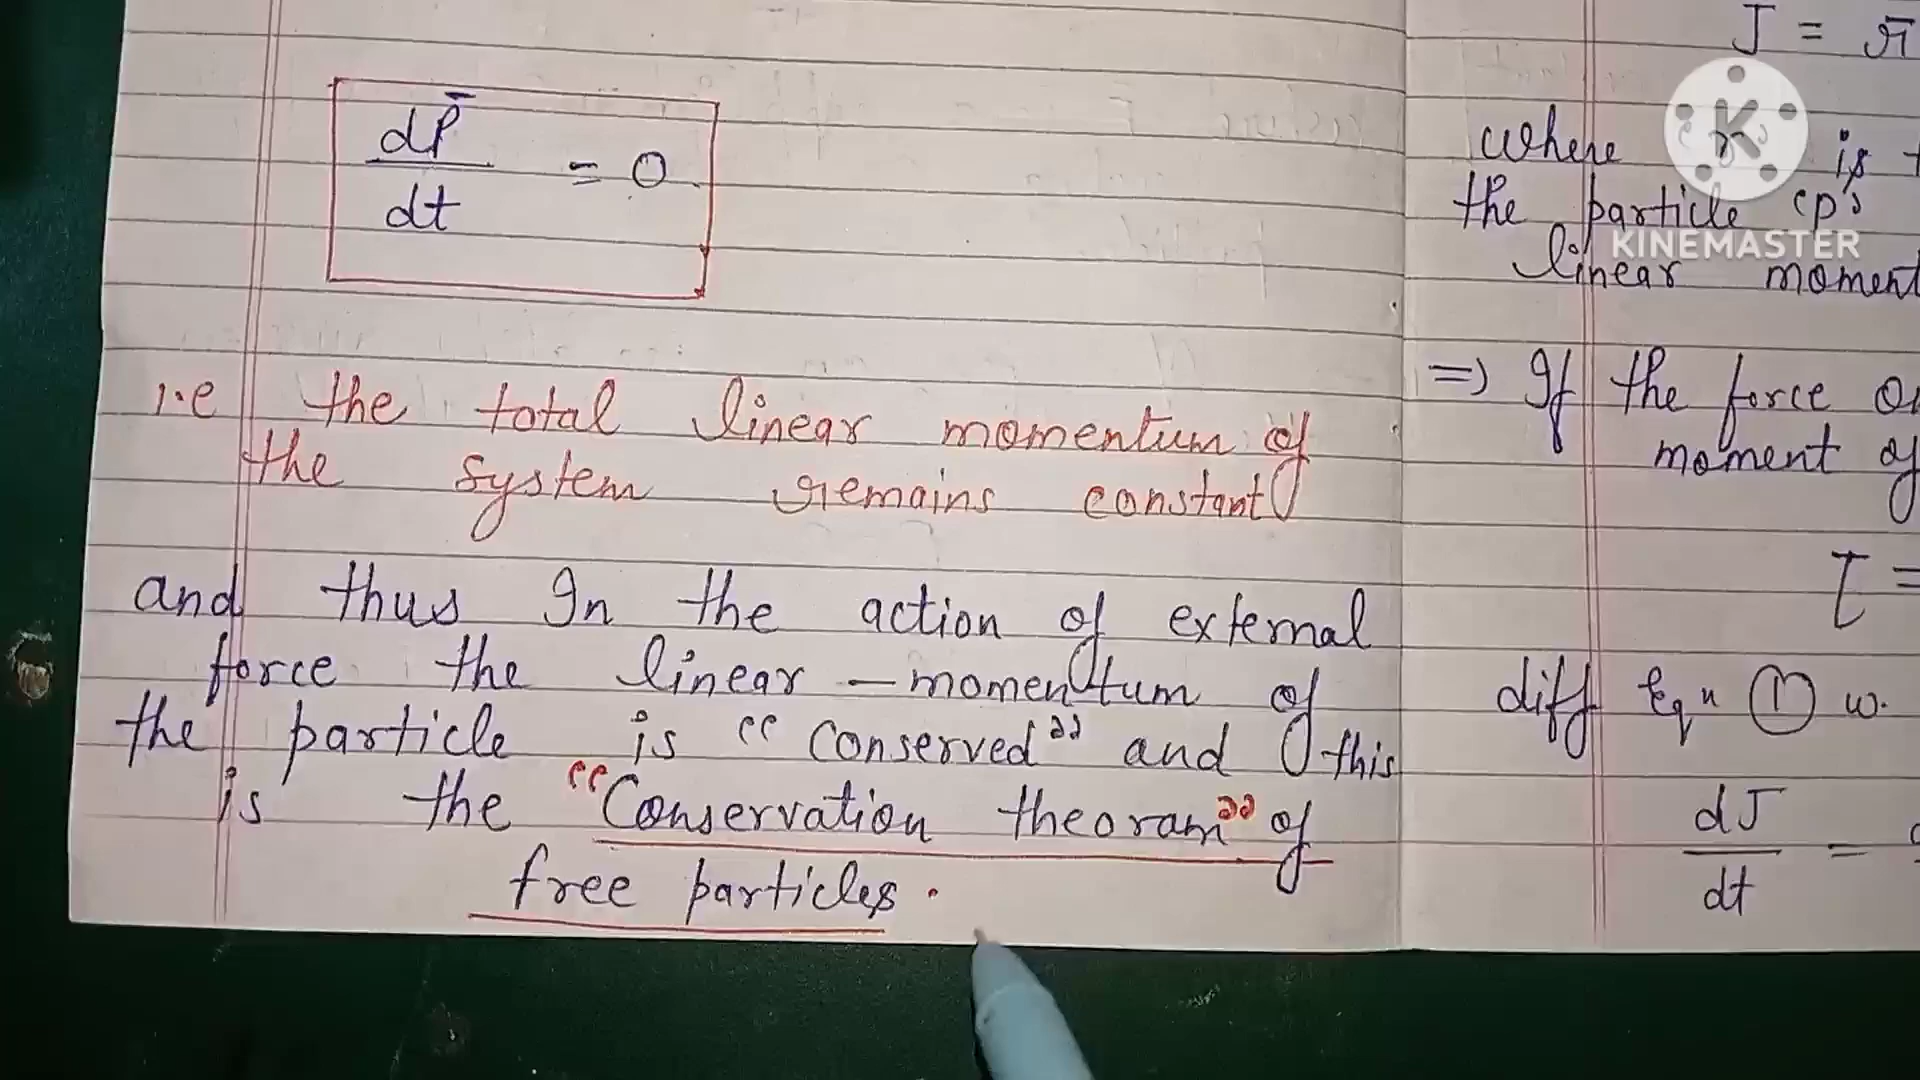 dP̄
dt
= 0
i.e the total linear momentum of
the system remains constant
and thus In the action of external
force the linear - momentum of
the particle is "conserved" and this
is the "Conservation theoram" of
free particles.
J = r̄
where is
the particle 'p'
linear moment
=> If the force
moment of
τ =
diff Eqn ① w.
dJ
dt
=
K
KINEMASTER